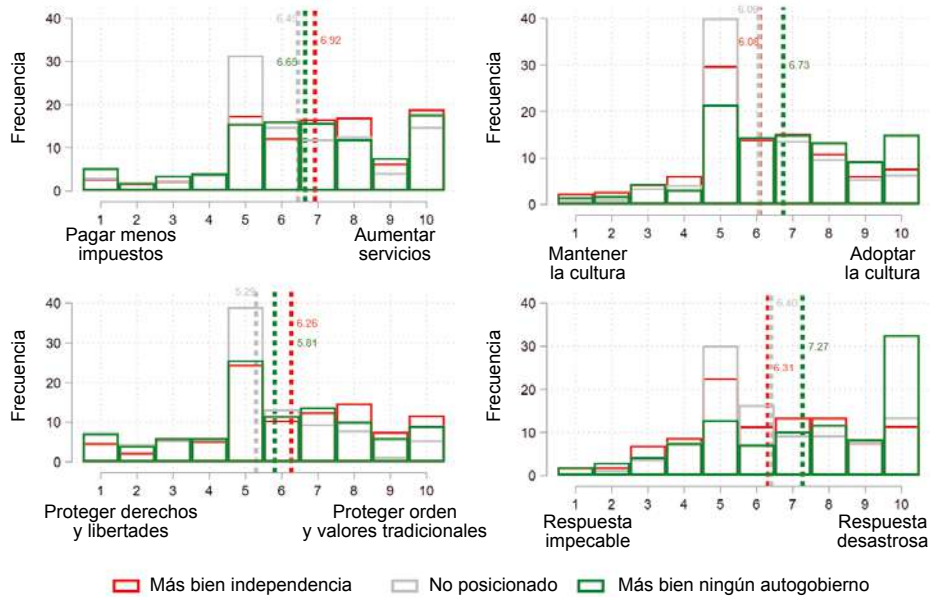 6.45
6.92
6.65
Frecuencia
40
30
20
10
0
1 2 3 4 5 6 7 8 9 10
Pagar menos
impuestos
Aumentar
servicios
6.08
6.73
Frecuencia
40
30
20
10
0
1 2 3 4 5 6 7 8 9 10
Mantener
la cultura
Adoptar
la cultura
5.29
6.26
5.81
Frecuencia
40
30
20
10
0
1 2 3 4 5 6 7 8 9 10
Proteger derechos
y libertades
Proteger orden
y valores tradicionales
6.40
7.27
6.31
Frecuencia
40
30
20
10
0
1 2 3 4 5 6 7 8 9 10
Respuesta
impecable
Respuesta
desastrosa
Más bien independencia No posicionado Más bien ningún autogobierno